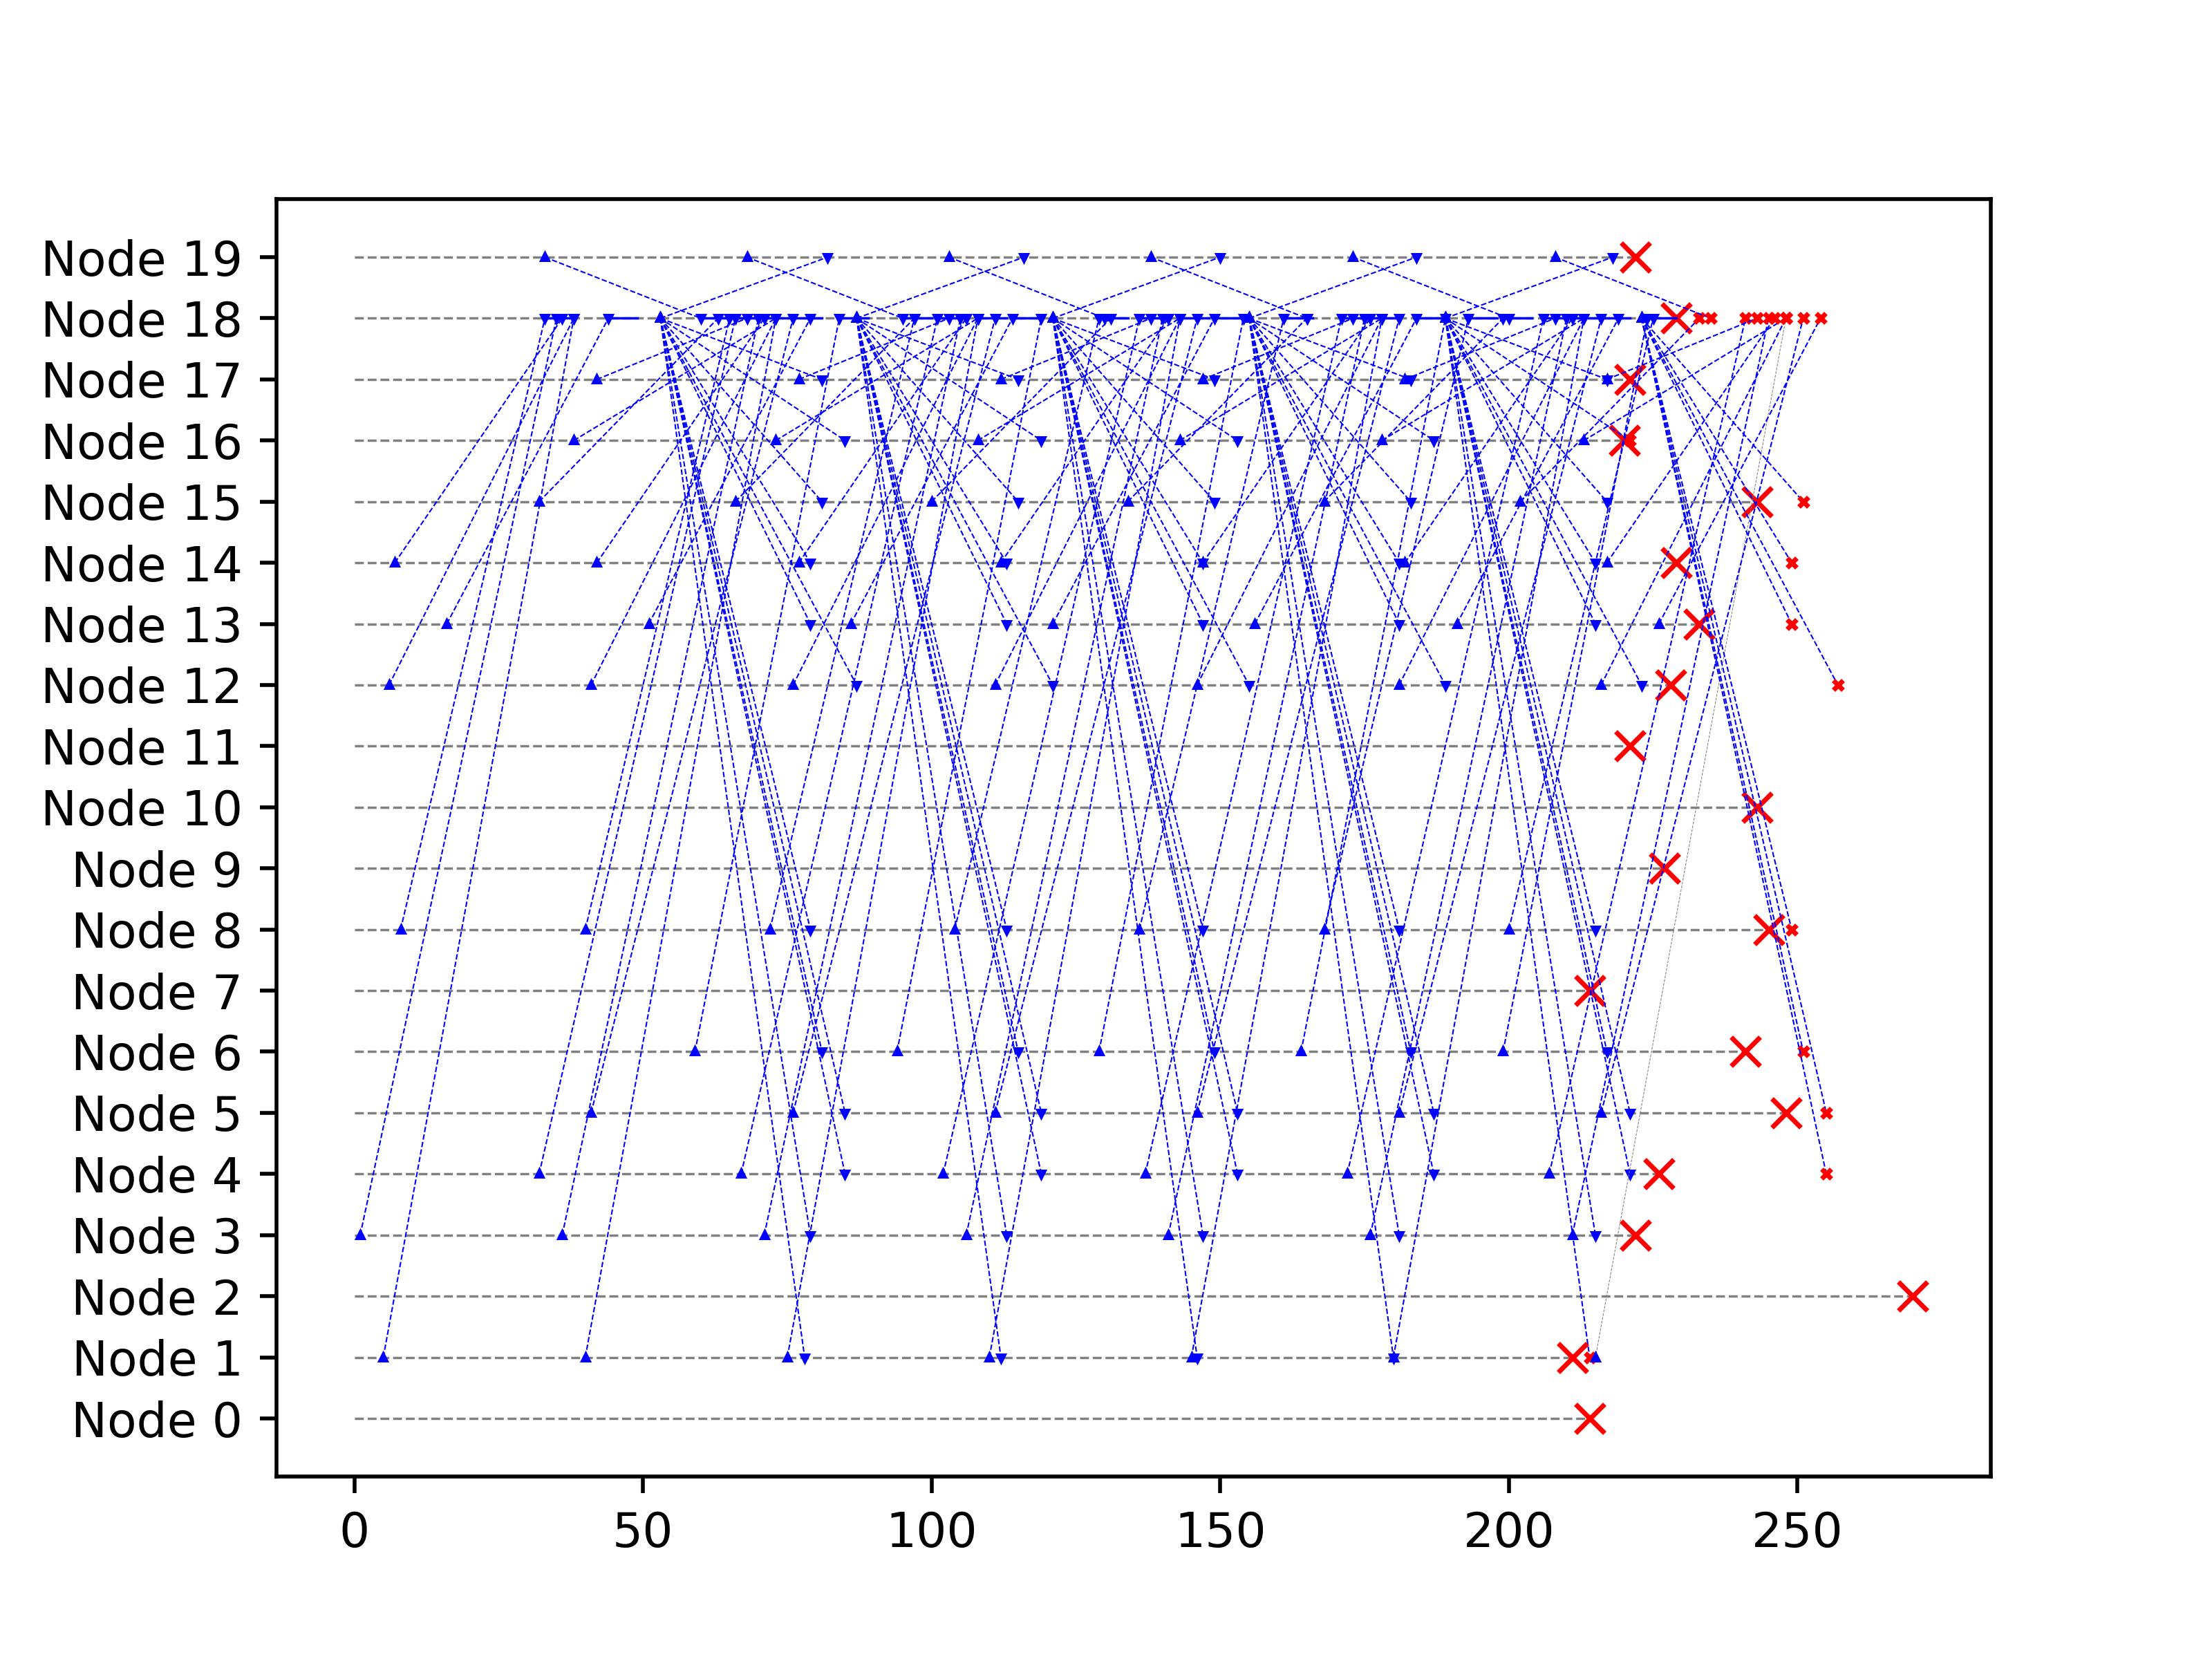 Node 19
Node 18
Node 17
Node 16
Node 15
Node 14
Node 13
Node 12
Node 11
Node 10
Node 9
Node 8
Node 7
Node 6
Node 5
Node 4
Node 3
Node 2
Node 1
Node 0
0 50 100 150 200 250